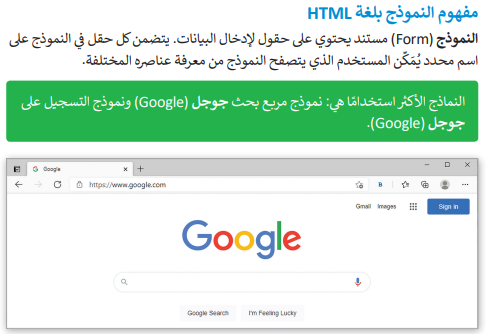 مفهوم النموذج بلغة HTML
النموذج (Form) مستند يحتوي على حقول لإدخال البيانات. يتضمن كل حقل في النموذج على
اسم محدد يُمَكّن المستخدم الذي يتصفح النموذج من معرفة عناصره المختلفة.
النماذج الأكثر استخدامًا هي: نموذج مربع بحث جوجل (Google) ونموذج التسجيل على
جوجل (Google).
Google
https://www.google.com
Gmail Images Sign in
Google
Google Search I'm Feeling Lucky